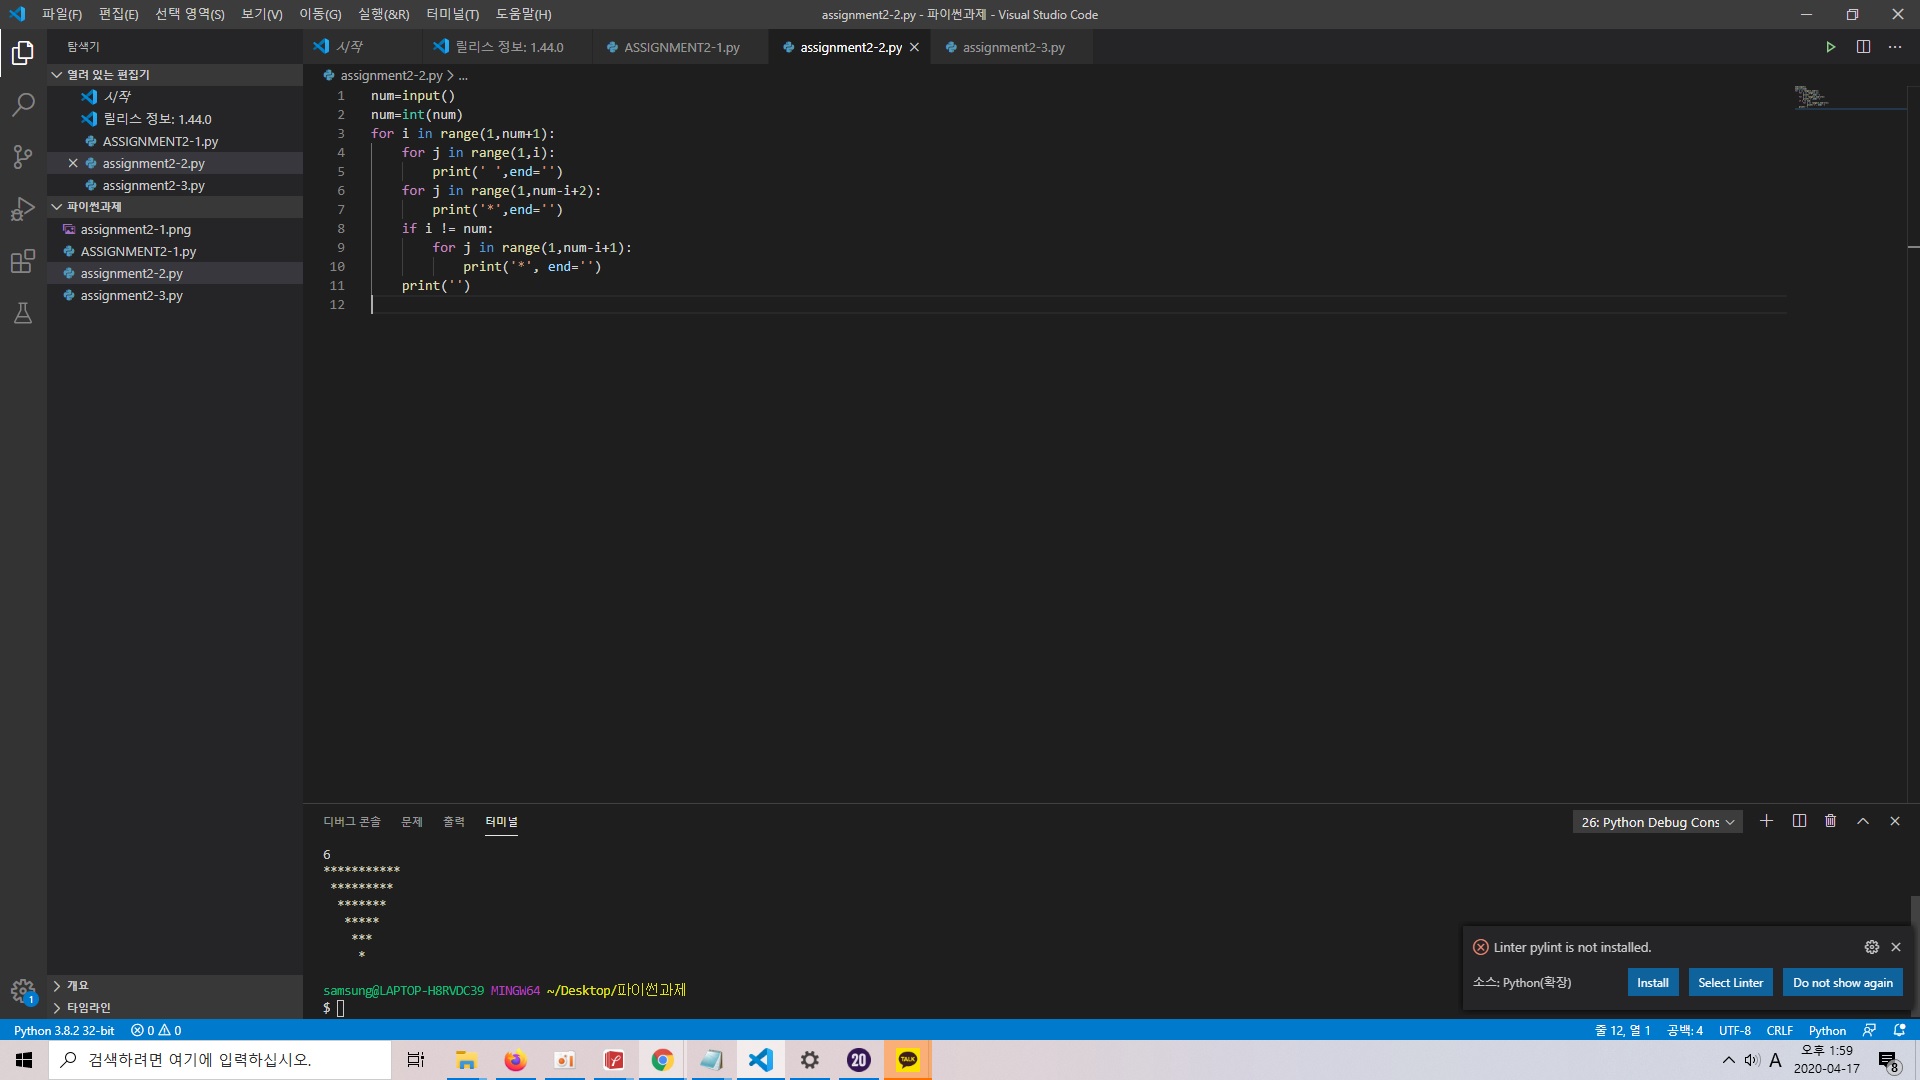 파일(F) 편집(E) 선택 영역(S) 보기(V) 이동(G) 실행(&R) 터미널(T) 도움말(H)
assignment2-2.py - 파이썬과제 - Visual Studio Code
탐색기
시작
릴리스 정보: 1.44.0
ASSIGNMENT2-1.py
assignment2-2.py
assignment2-3.py
열려 있는 편집기
시작
릴리스 정보: 1.44.0
ASSIGNMENT2-1.py
assignment2-2.py
assignment2-3.py
파이썬과제
assignment2-1.png
ASSIGNMENT2-1.py
assignment2-2.py
assignment2-3.py
개요
타임라인
assignment2-2.py > ...
1 num=input()
2 num=int(num)
3 for i in range(1,num+1):
4     for j in range(1,i):
5         print(' ',end='')
6     for j in range(1,num-i+2):
7         print('*',end='')
8     if i != num:
9         for j in range(1,num-i+1):
10             print('*', end='')
11     print('')
12
디버그 콘솔 문제 출력 터미널
26: Python Debug Cons
6
***********
 *********
  *******
   *****
    ***
     *
samsung@LAPTOP-H8RVDC39 MINGW64 ~/Desktop/파이썬과제
$
Linter pylint is not installed.
소스: Python(확장)
Install
Select Linter
Do not show again
Python 3.8.2 32-bit 0 0
줄 12, 열 1 공백: 4 UTF-8 CRLF Python
1
검색하려면 여기에 입력하십시오.
20
TALK
A
오후 1:59
2020-04-17
8